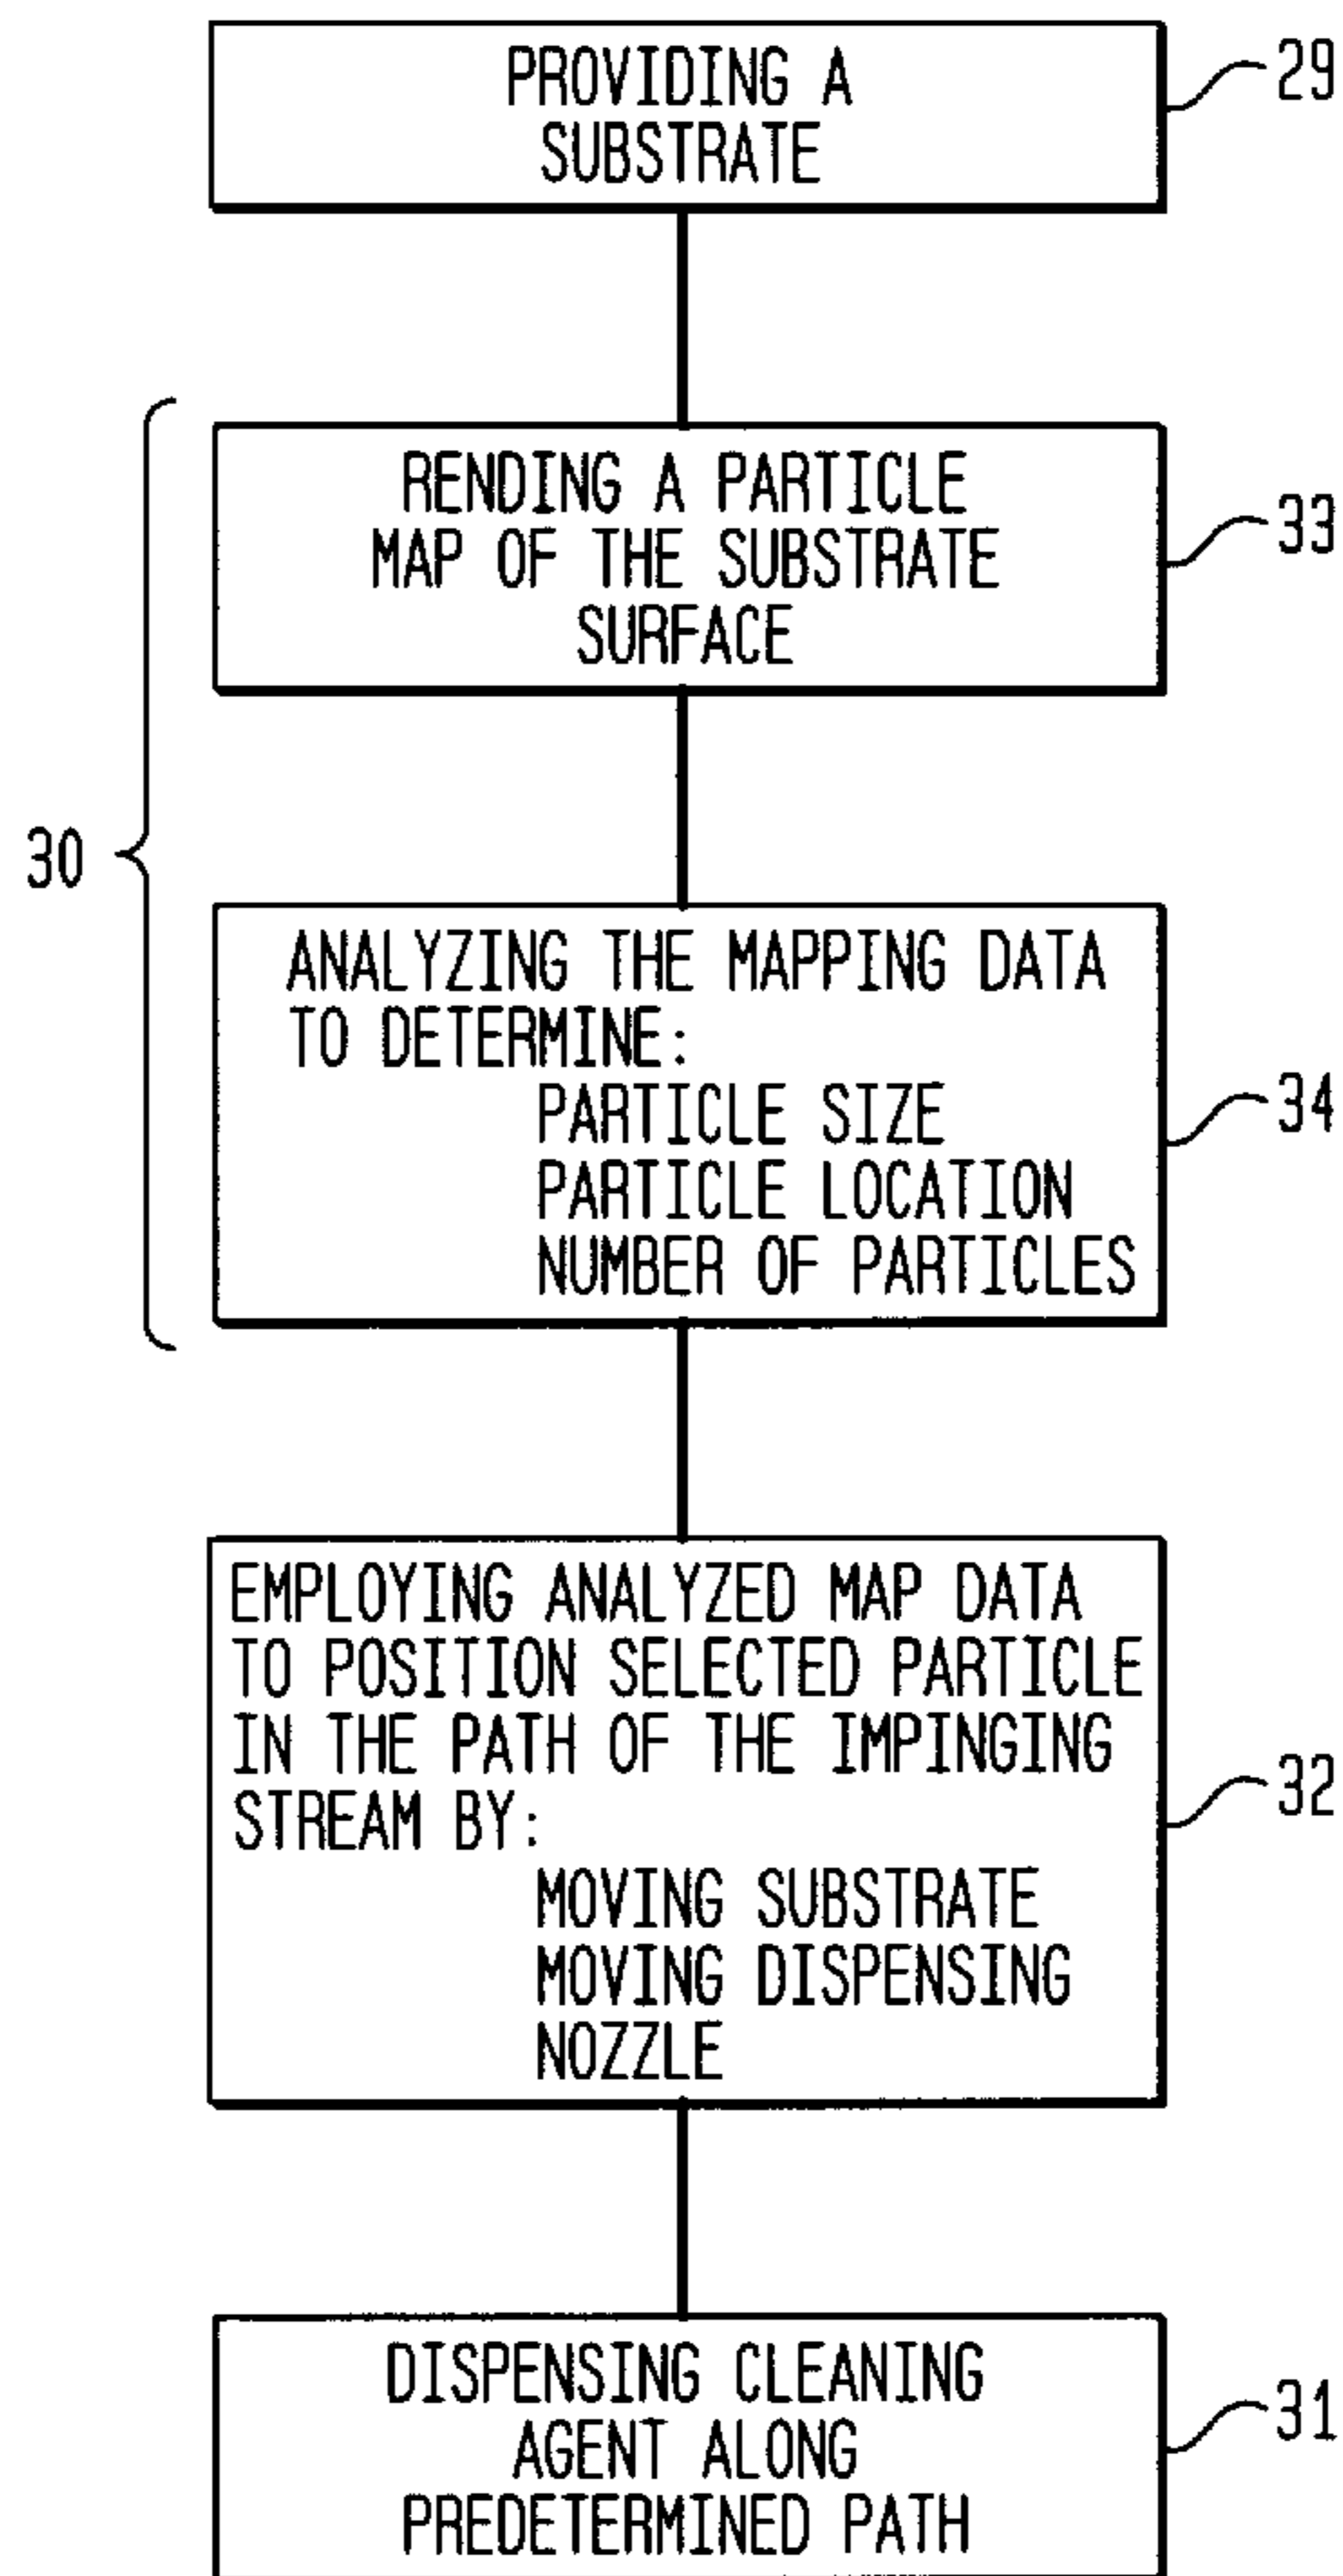 PROVIDING A
SUBSTRATE
29
RENDING A PARTICLE
MAP OF THE SUBSTRATE
SURFACE
33
30
ANALYZING THE MAPPING DATA
TO DETERMINE:
PARTICLE SIZE
PARTICLE LOCATION
NUMBER OF PARTICLES
34
EMPLOYING ANALYZED MAP DATA
TO POSITION SELECTED PARTICLE
IN THE PATH OF THE IMPINGING
STREAM BY:
MOVING SUBSTRATE
MOVING DISPENSING
NOZZLE
32
DISPENSING CLEANING
AGENT ALONG
PREDETERMINED PATH
31